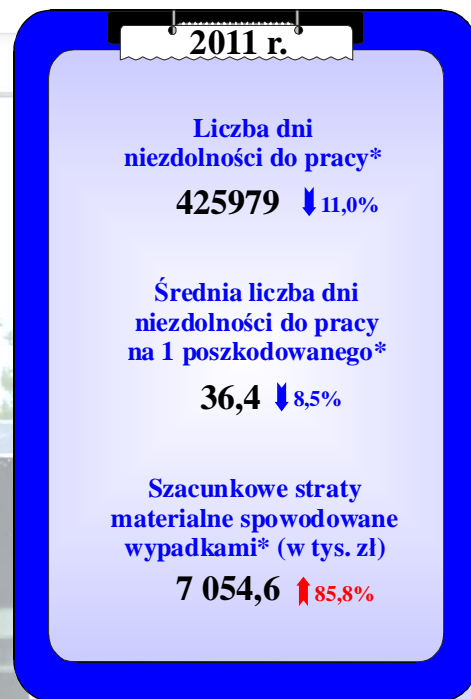 2011 r.
Liczba dni
niezdolności do pracy*
425979 11,0%
Średnia liczba dni
niezdolności do pracy
na 1 poszkodowanego*
36,4 8,5%
Szacunkowe straty
materialne spowodowane
wypadkami* (w tys. zł)
7 054,6 85,8%